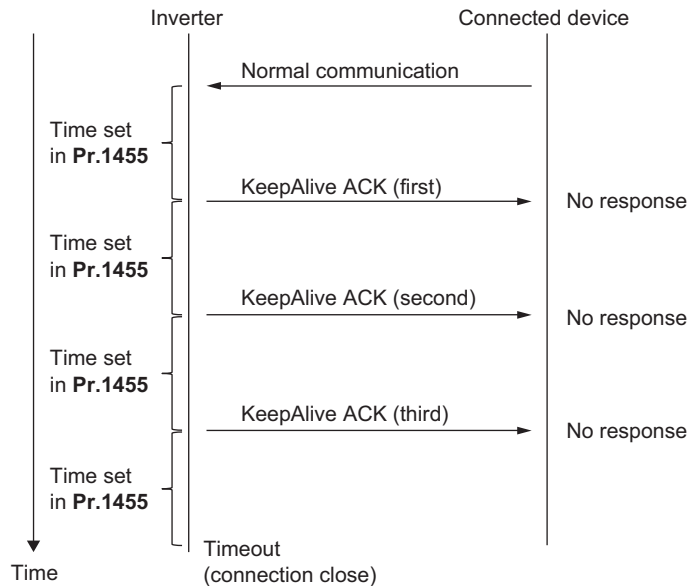 Inverter
Connected device
Normal communication
Time set
in Pr.1455
KeepAlive ACK (first)
No response
Time set
in Pr.1455
KeepAlive ACK (second)
No response
Time set
in Pr.1455
KeepAlive ACK (third)
No response
Time set
in Pr.1455
Timeout
(connection close)
Time